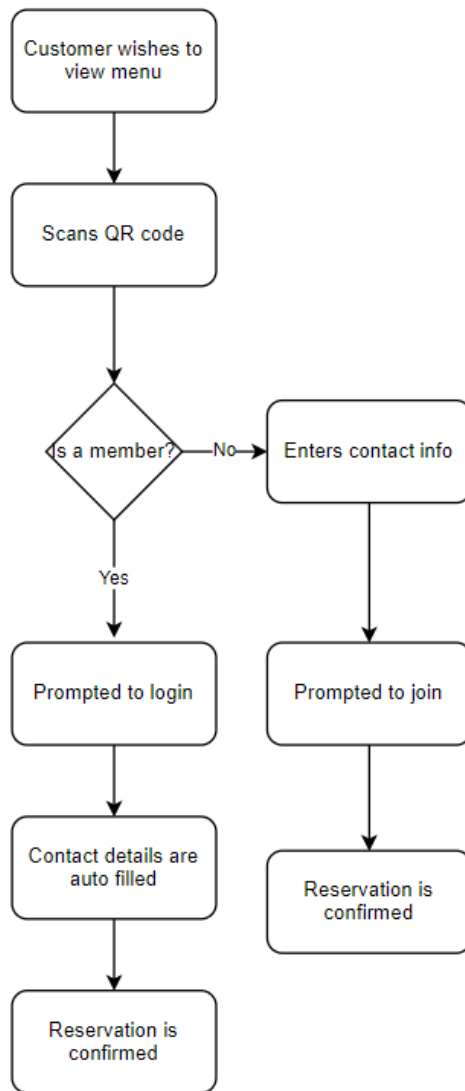 Customer wishes to
view menu
Scans QR code
Is a member?
No
Enters contact info
Yes
Prompted to login
Prompted to join
Contact details are
auto filled
Reservation is
confirmed
Reservation is
confirmed